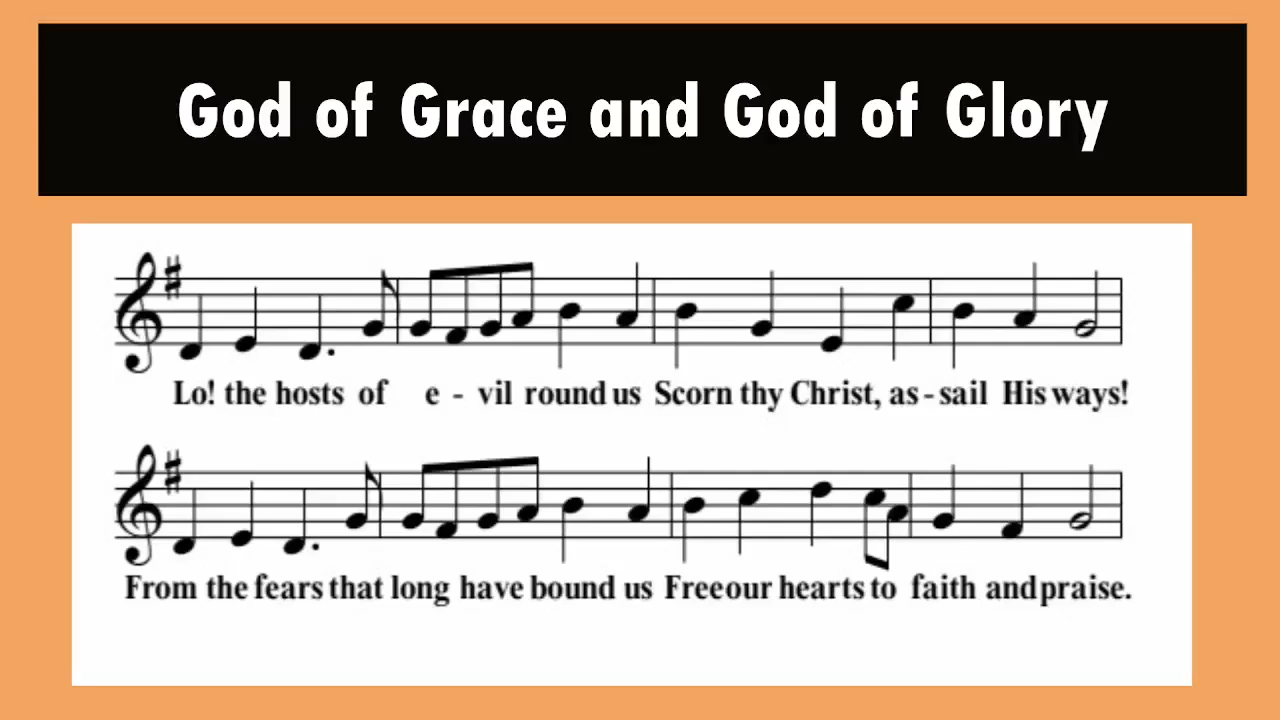 God of Grace and God of Glory
Lo! the hosts of e - vil round us Scorn thy Christ, as - sail His ways!
From the fears that long have bound us Free our hearts to faith and praise.